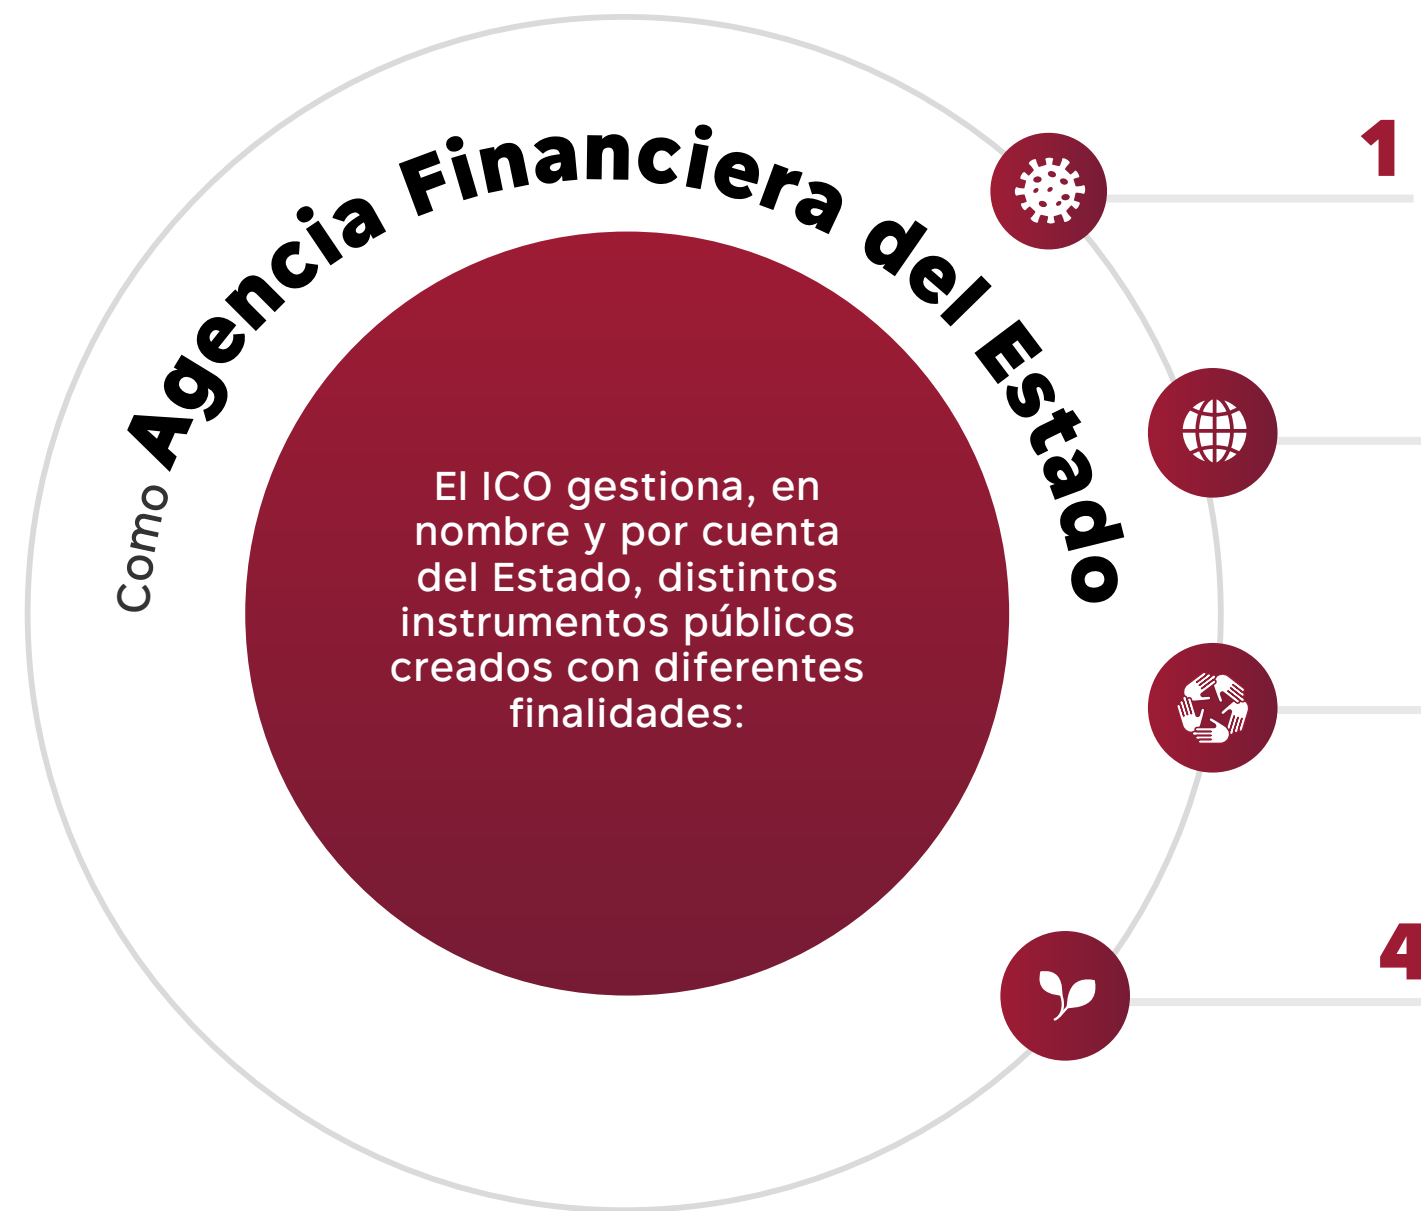 Como Agencia Financiera del Estado
El ICO gestiona, en
nombre y por cuenta
del Estado, distintos
instrumentos públicos
creados con diferentes
finalidades:
1
4